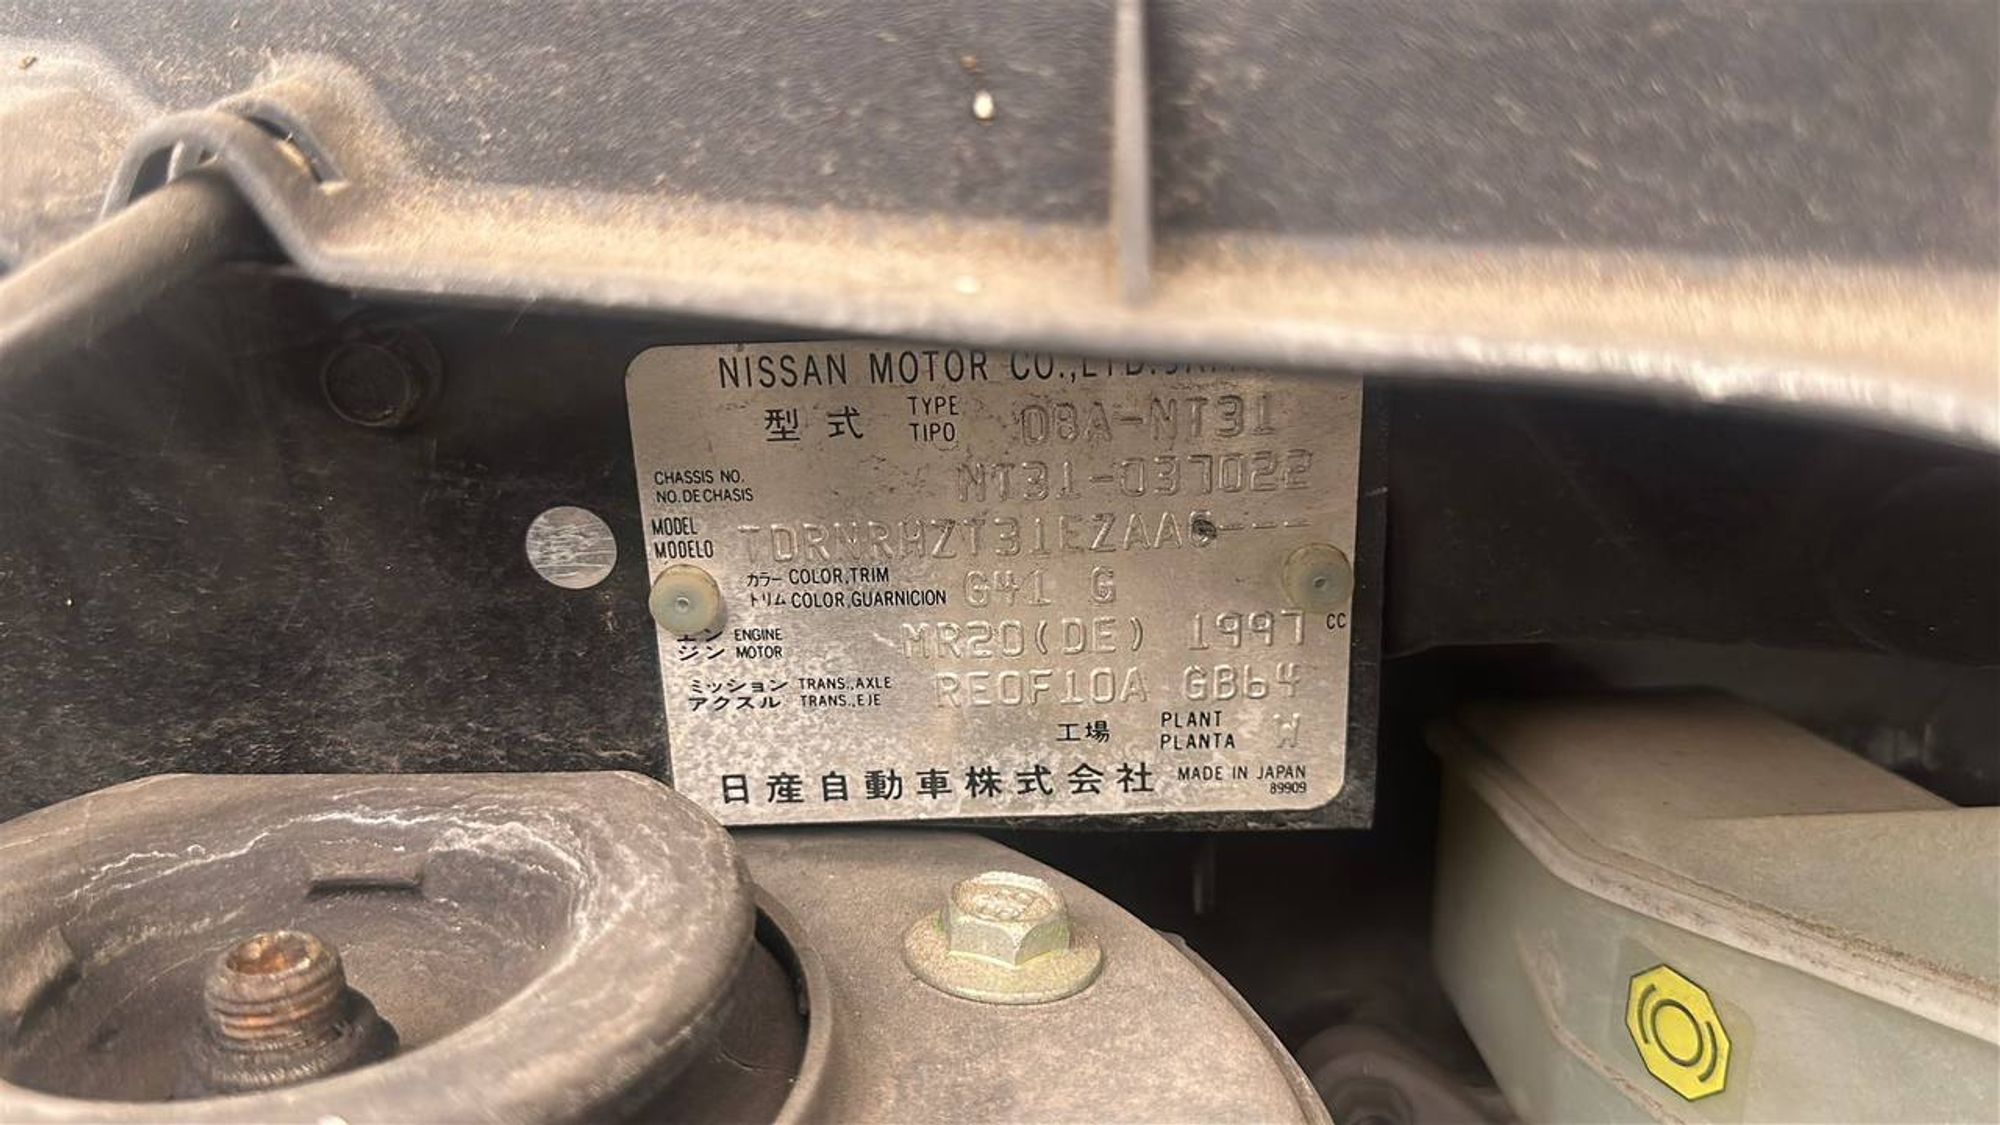 NISSAN MOTOR CO.,LTD.JAPAN
型式 TYPE TIPO 08A-NT31
CHASSIS NO. NO.DE CHASIS NT31-037022
MODEL MODELO TDRNRHZT31EZAA ---
カラー COLOR,TRIM トリム COLOR,GUARNICION G41 G
エンジン ENGINE MOTOR MR20(DE) 1997 CC
ミッション TRANS.,AXLE アクスル TRANS.,EJE RE0F10A GB64
工場 PLANT PLANTA W
日産自動車株式会社 MADE IN JAPAN
89909